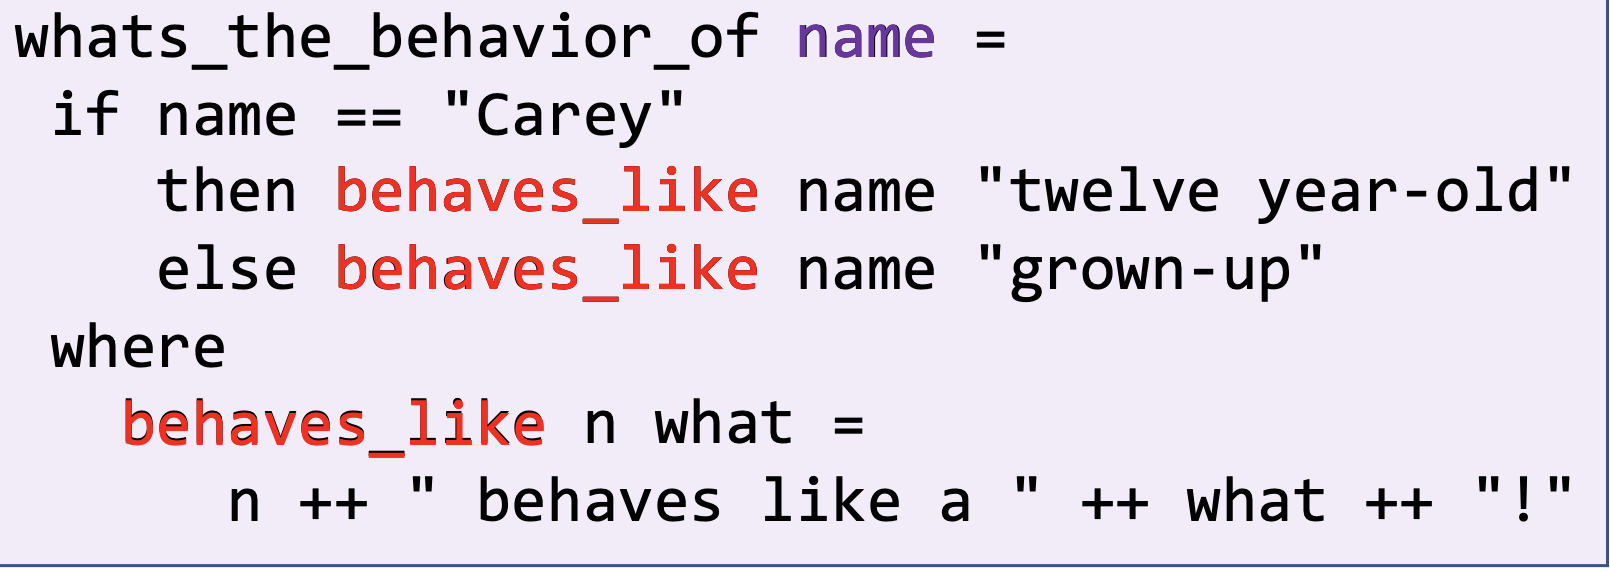 whats_the_behavior_of name =
 if name == "Carey"
    then behaves_like name "twelve year-old"
    else behaves_like name "grown-up"
 where
   behaves_like n what =
      n ++ " behaves like a " ++ what ++ "!"